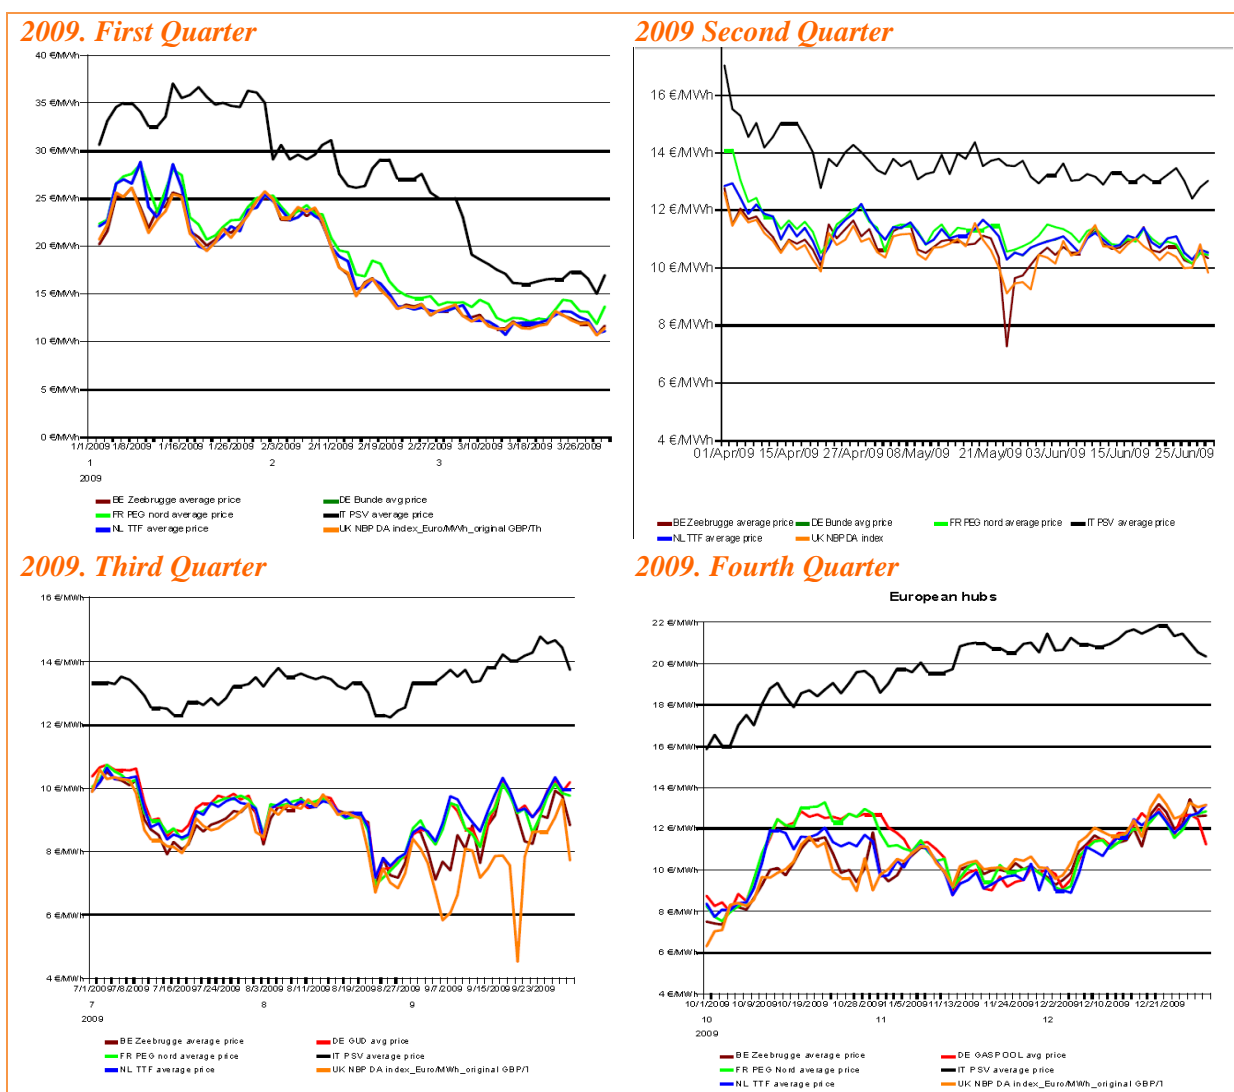 2009. First Quarter
40 €/MWh
35 €/MWh
30 €/MWh
25 €/MWh
20 €/MWh
15 €/MWh
10 €/MWh
5 €/MWh
0 €/MWh
1/1/2009 1/8/2009 1/16/2009 1/26/2009 2/3/2009 2/11/2009 2/19/2009 2/27/2009 3/10/2009 3/18/2009 3/26/2009
1 2 3
2009
BE Zeebrugge average price
DE Bunde avg price
FR PEG nord average price
IT PSV average price
NL TTF average price
UK NBP DA index_Euro/MWh_original GBP/Th
2009 Second Quarter
16 €/MWh
14 €/MWh
12 €/MWh
10 €/MWh
8 €/MWh
6 €/MWh
4 €/MWh
01/Apr/09 15/Apr/09 27/Apr/09 08/May/09 21/May/09 03/Jun/09 15/Jun/09 25/Jun/09
BE Zeebrugge average price
DE Bunde avg price
FR PEG nord average price
IT PSV average price
NL TTF average price
UK NBP DA index
2009. Third Quarter
16 €/MWh
14 €/MWh
12 €/MWh
10 €/MWh
8 €/MWh
6 €/MWh
4 €/MWh
7/1/2009 7/8/2009 7/16/2009 7/24/2009 8/3/2009 8/11/2009 8/19/2009 8/27/2009 9/7/2009 9/15/2009 9/23/2009
7 8 9
2009
BE Zeebrugge average price
DE GUD avg price
FR PEG nord average price
IT PSV average price
NL TTF average price
UK NBP DA index_Euro/MWh_original GBP/T
2009. Fourth Quarter
European hubs
22 €/MWh
20 €/MWh
18 €/MWh
16 €/MWh
14 €/MWh
12 €/MWh
10 €/MWh
8 €/MWh
6 €/MWh
4 €/MWh
10/1/2009 10/9/2009 10/19/2009 10/28/2009 11/5/2009 11/13/2009 11/24/2009 12/2/2009 12/10/2009 12/21/2009
10 11 12
2009
BE Zeebrugge average price
DE GASPOOL avg price
FR PEG Nord average price
IT PSV average price
NL TTF average price
UK NBP DA index_Euro/MWh_original GBP/